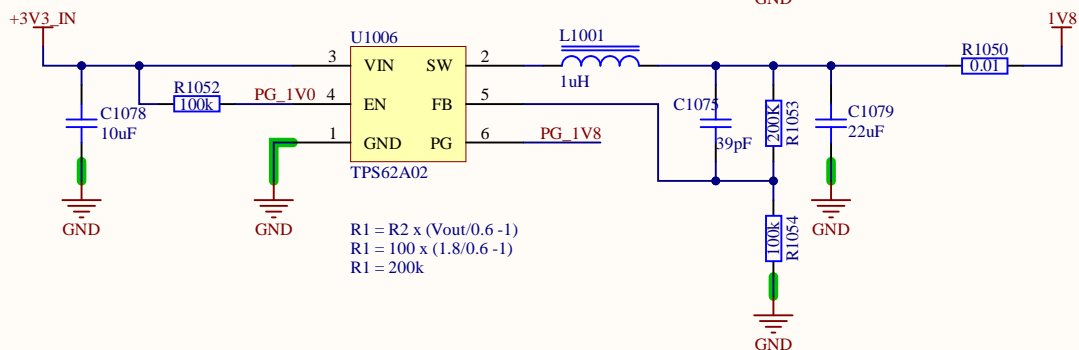 GND
+3V3_IN
1V8
U1006
L1001
R1050
0.01
3
VIN
SW
2
1uH
R1052
100k
PG_1V0
4
EN
FB
5
C1078
10uF
C1075
39pF
200K
R1053
C1079
22uF
1
GND
PG
6
PG_1V8
TPS62A02
GND
GND
R1 = R2 x (Vout/0.6 -1)
R1 = 100 x (1.8/0.6 -1)
R1 = 200k
100k
R1054
GND
GND